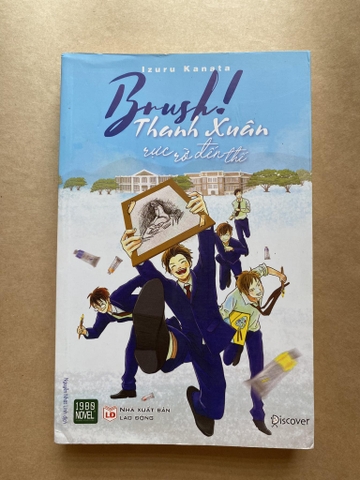 Izuru Kanata
Brush!
Thanh Xuân
rực rỡ đến thế
1980
NOVEL
LĐ
NHÀ XUẤT BẢN
LAO ĐỘNG
Discover